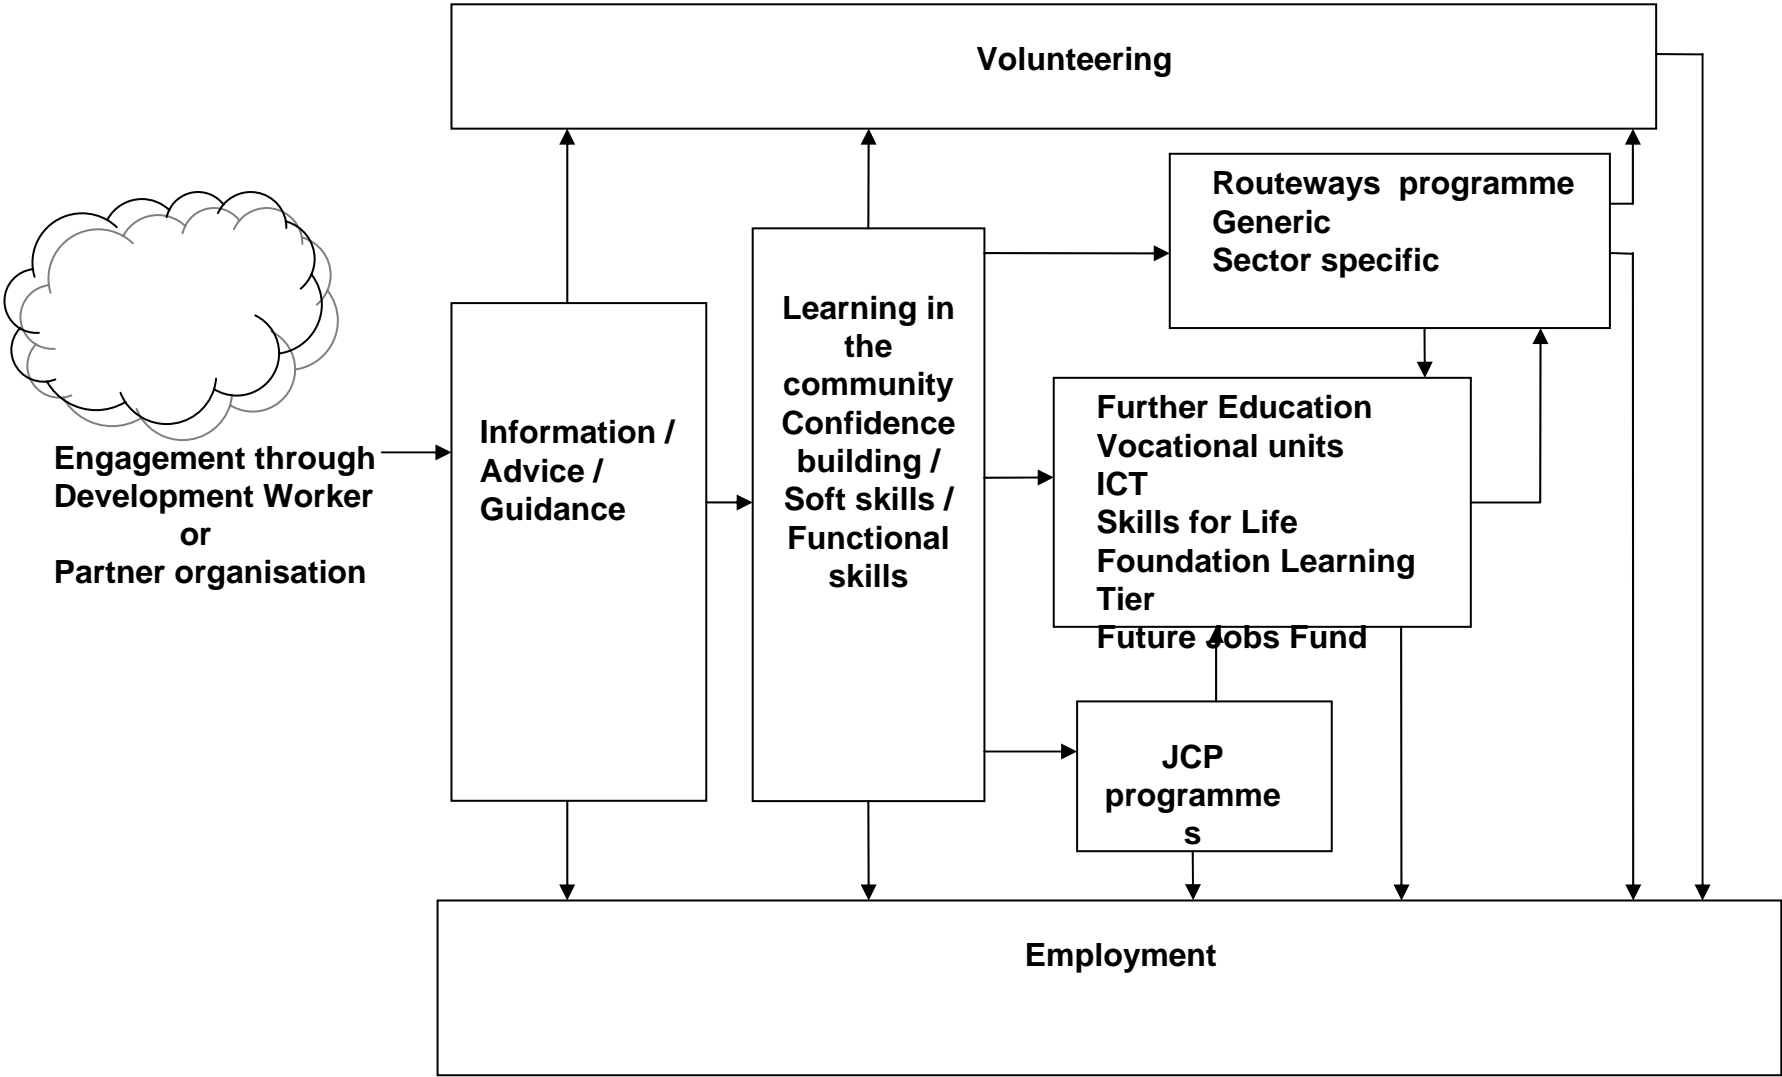 Volunteering
Routeways  programme
Generic
Sector specific
Learning in
the
community
Confidence
building /
Soft skills /
Functional
skills
Further Education
Vocational units
ICT
Skills for Life
Foundation Learning
Tier
Future Jobs Fund
Information /
Advice /
Guidance
Engagement through
Development Worker
or
Partner organisation
JCP
programme
s
Employment